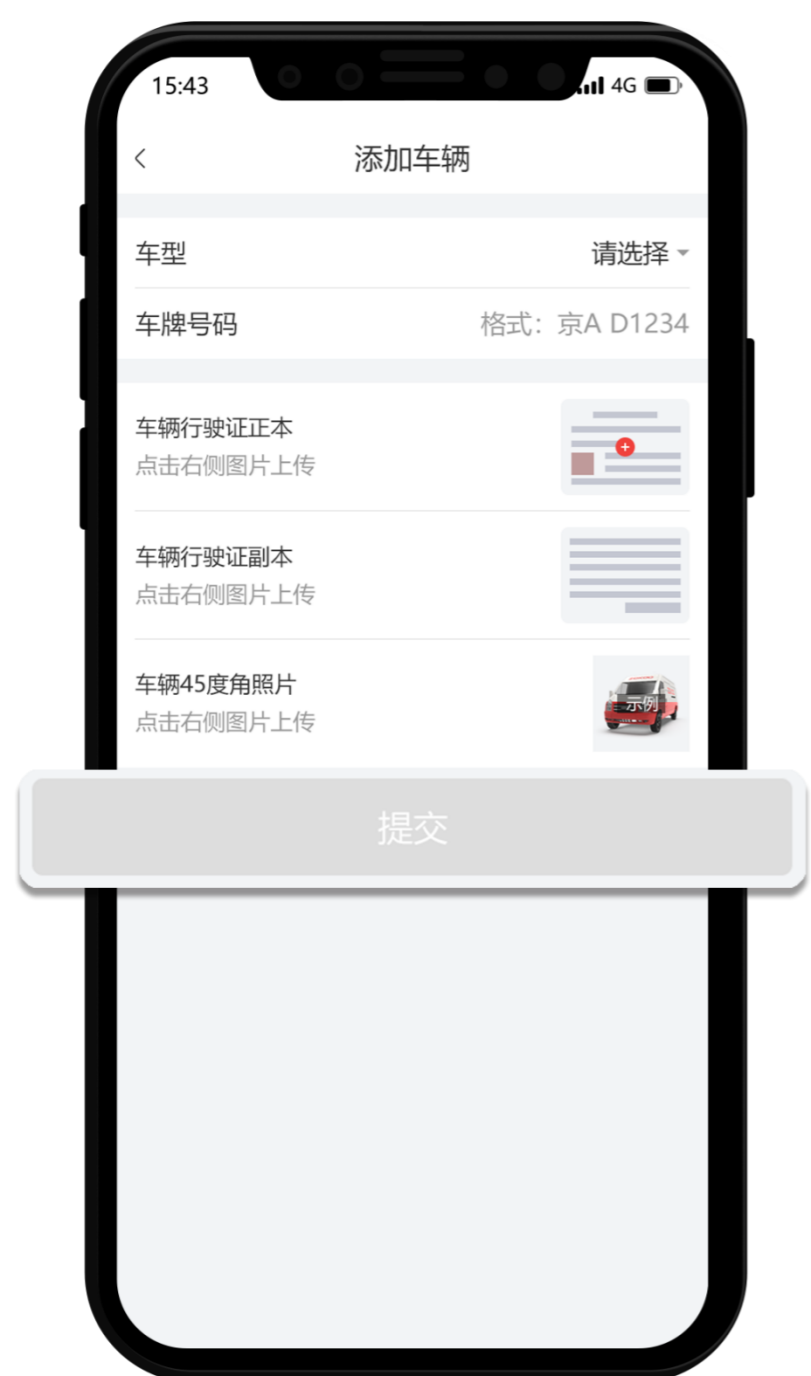 15:43
4G
添加车辆
车型
请选择
车牌号码
格式：京A D1234
车辆行驶证正本
点击右侧图片上传
车辆行驶证副本
点击右侧图片上传
车辆45度角照片
点击右侧图片上传
示例
提交